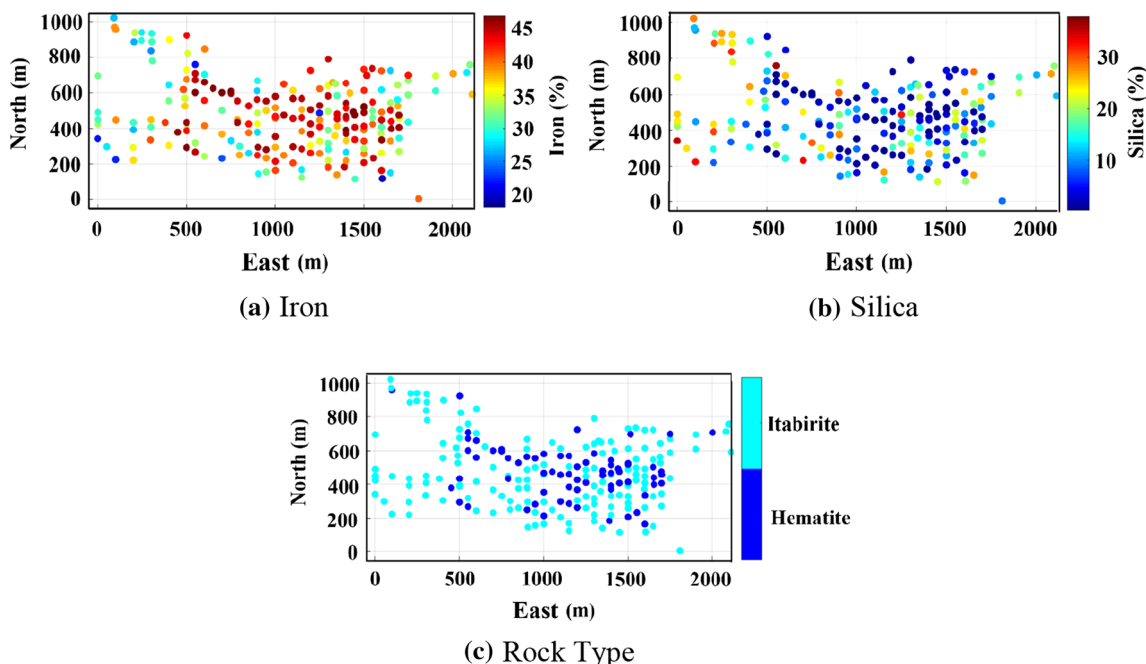 1000
800
600
400
200
0
North (m)
0 500 1000 1500 2000
East (m)
45
40
35
30
25
20
Iron (%)
(a) Iron
1000
800
600
400
200
0
North (m)
0 500 1000 1500 2000
East (m)
30
20
10
Silica (%)
(b) Silica
1000
800
600
400
200
0
North (m)
0 500 1000 1500 2000
East (m)
Itabirite
Hematite
(c) Rock Type